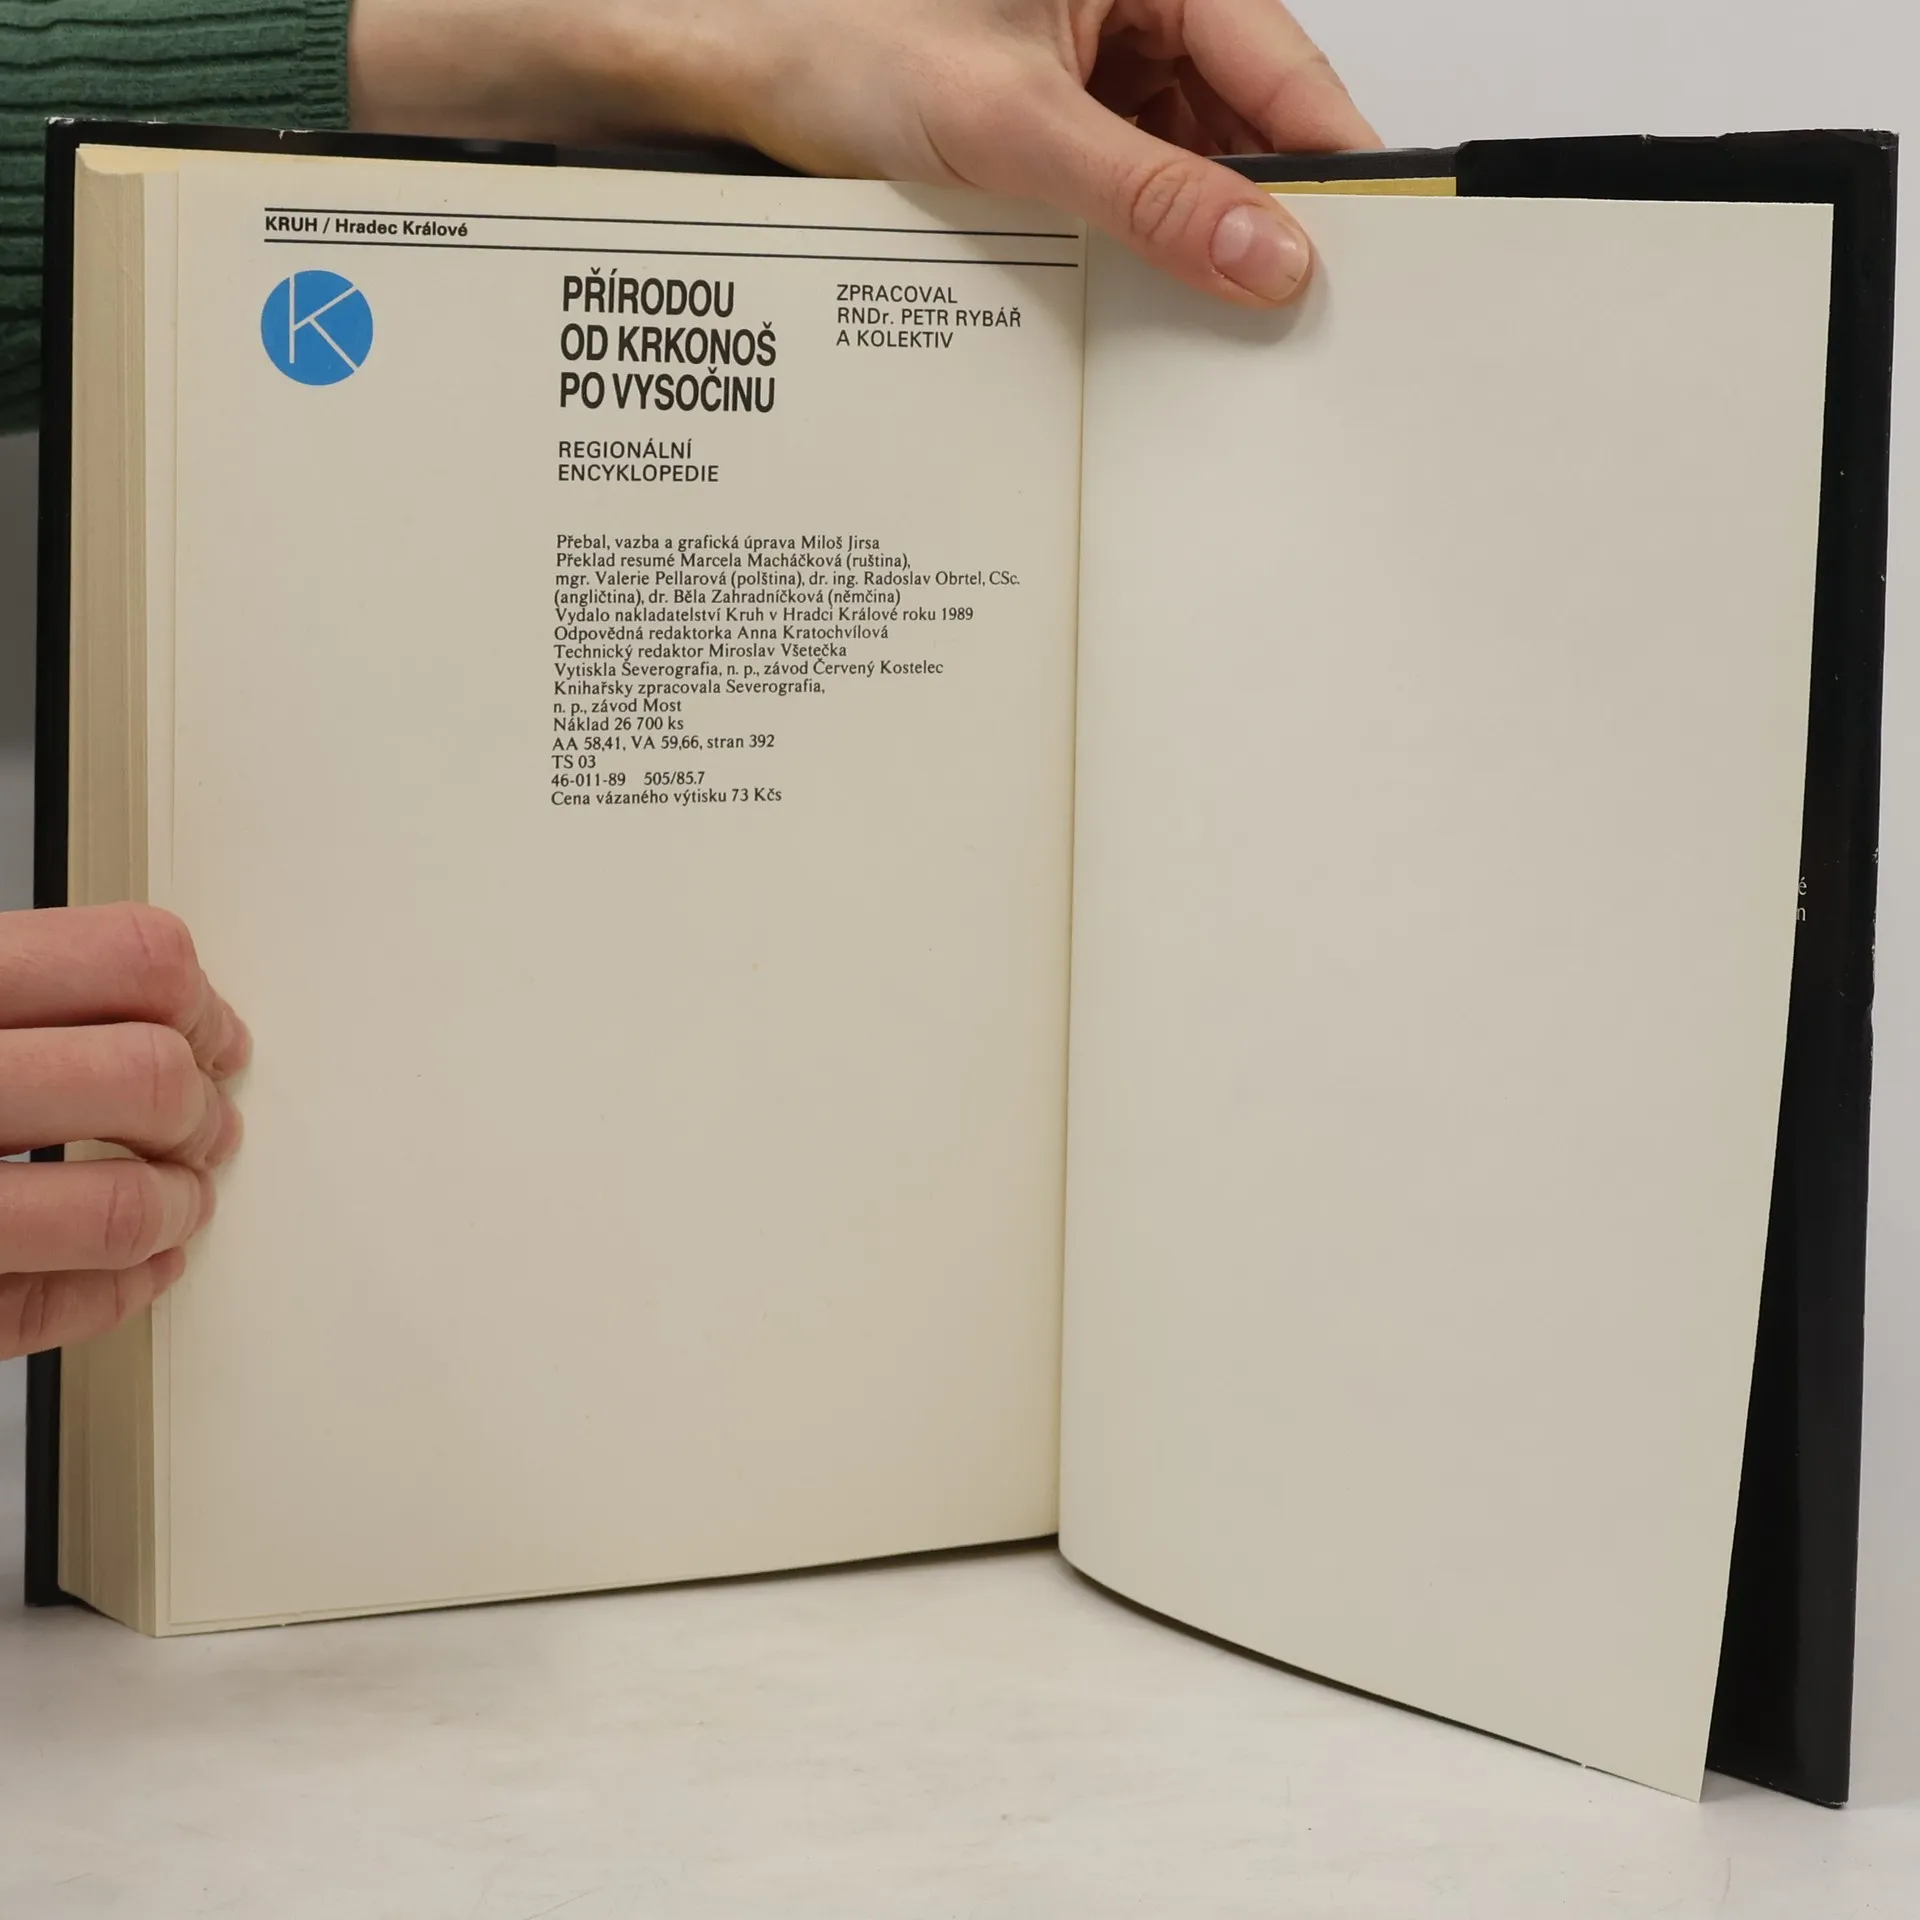 KRUH / Hradec Králové
K
PŘÍRODOU
OD KRKONOŠ
PO VYSOČINU
ZPRACOVAL
RNDr. PETR RYBÁŘ
A KOLEKTIV
REGIONÁLNÍ
ENCYKLOPEDIE
Přebal, vazba a grafická úprava Miloš Jirsa
Překlad resumé Marcela Macháčková (ruština),
mgr. Valerie Pellarová (polština), dr. ing. Radoslav Obrtel, CSc.
(angličtina), dr. Běla Zahradníčková (němčina)
Vydalo nakladatelství Kruh v Hradci Králové roku 1989
Odpovědná redaktorka Anna Kratochvílová
Technický redaktor Miroslav Všetečka
Vytiskla Severografia, n. p., závod Červený Kostelec
Knihařsky zpracovala Severografia,
n. p., závod Most
Náklad 26 700 ks
AA 58,41, VA 59,66, stran 392
TS 03
46-011-89 505/85.7
Cena vázaného výtisku 73 Kčs